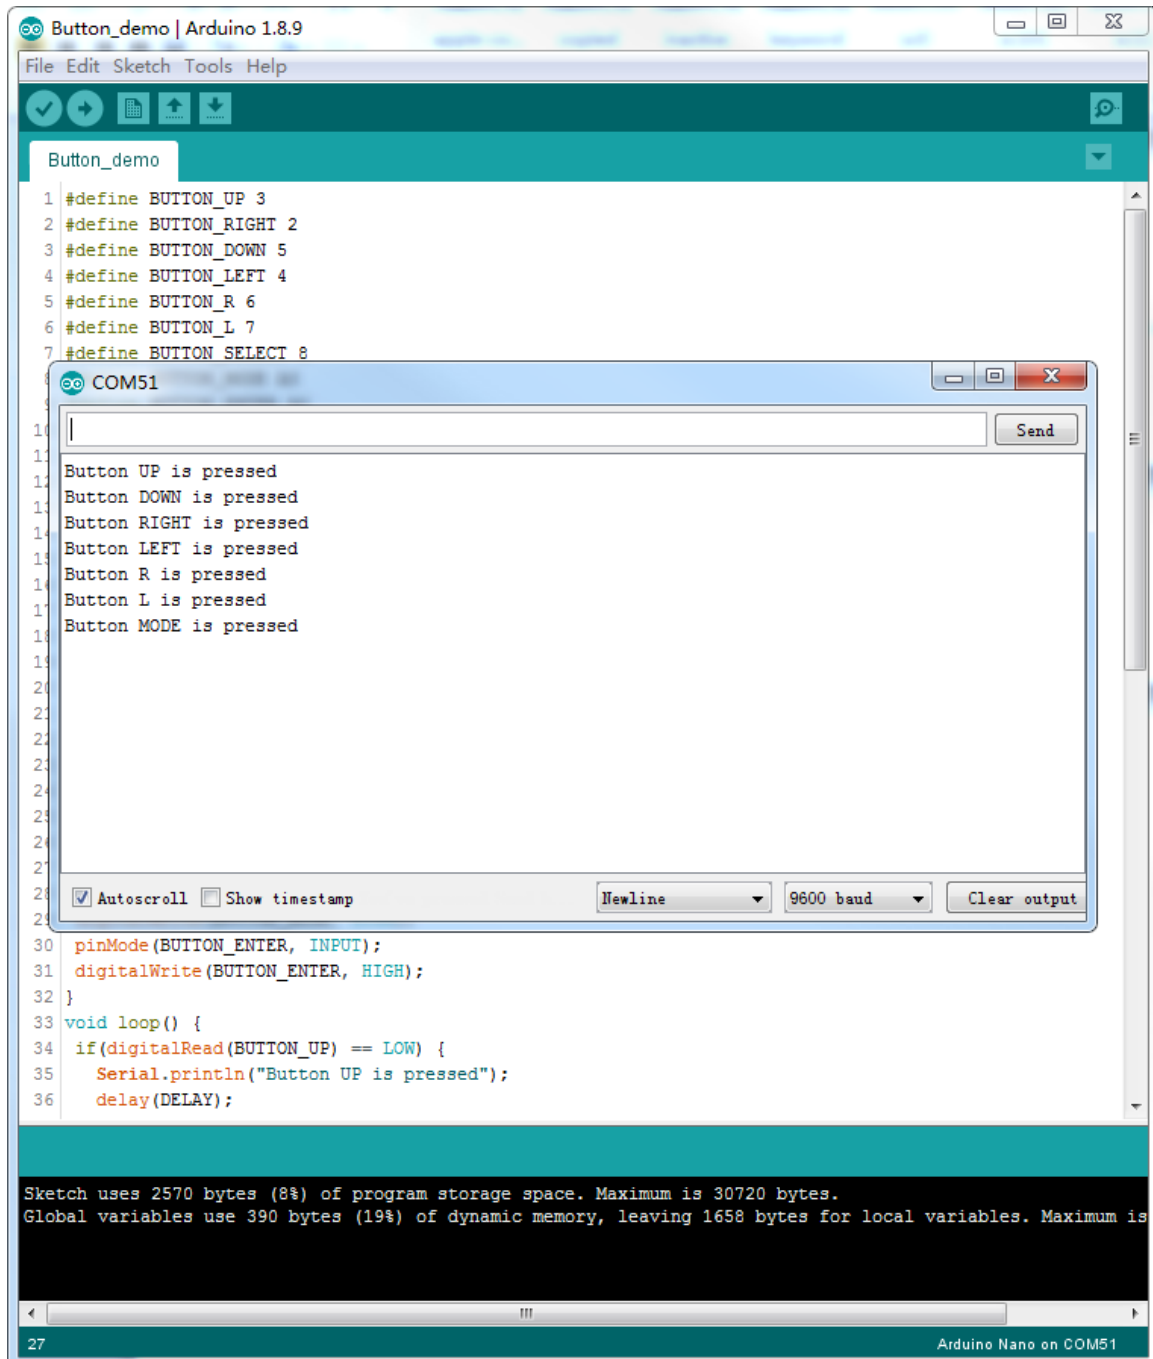 Button_demo | Arduino 1.8.9
File Edit Sketch Tools Help
Button_demo
1 #define BUTTON_UP 3
2 #define BUTTON_RIGHT 2
3 #define BUTTON_DOWN 5
4 #define BUTTON_LEFT 4
5 #define BUTTON_R 6
6 #define BUTTON_L 7
7 #define BUTTON SELECT 8
COM51
Send
Button UP is pressed
Button DOWN is pressed
Button RIGHT is pressed
Button LEFT is pressed
Button R is pressed
Button L is pressed
Button MODE is pressed
Autoscroll Show timestamp Newline 9600 baud Clear output
30 pinMode(BUTTON_ENTER, INPUT);
31 digitalWrite(BUTTON_ENTER, HIGH);
32 }
33 void loop() {
34 if(digitalRead(BUTTON_UP) == LOW) {
35 Serial.println("Button UP is pressed");
36 delay(DELAY);
Sketch uses 2570 bytes (8%) of program storage space. Maximum is 30720 bytes.
Global variables use 390 bytes (19%) of dynamic memory, leaving 1658 bytes for local variables. Maximum is
27 Arduino Nano on COM51